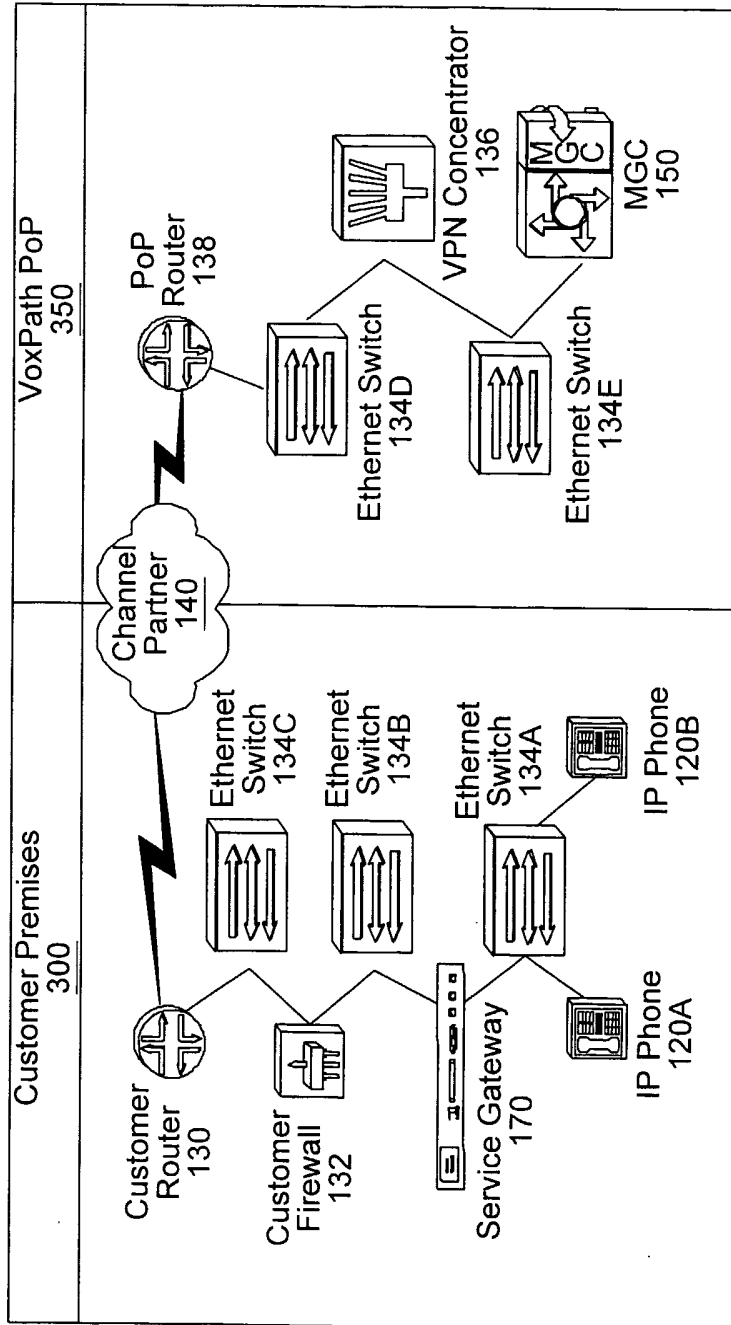 Customer Premises
300
VoxPath PoP
350
Customer
Router
130
Channel
Partner
140
PoP
Router
138
Ethernet
Switch
134C
Customer
Firewall
132
Ethernet
Switch
134B
Service Gateway
170
Ethernet
Switch
134A
IP Phone
120A
IP Phone
120B
Ethernet Switch
134D
VPN Concentrator
136
Ethernet Switch
134E
MGC
MGC
150